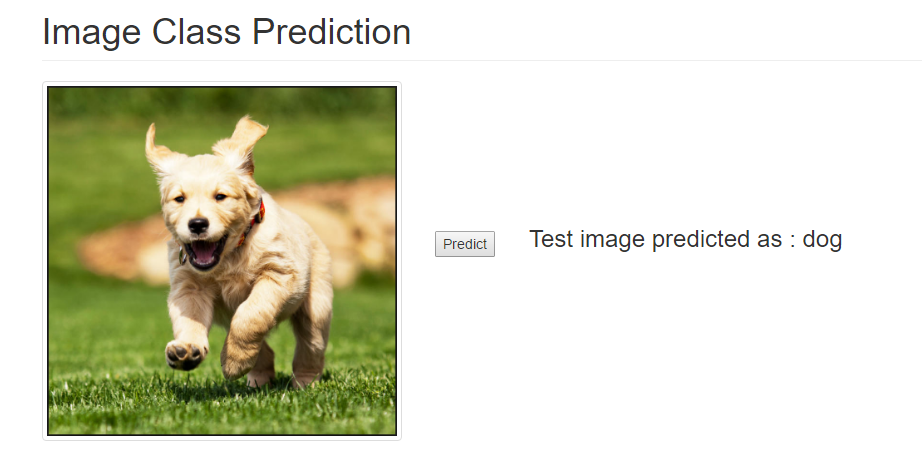 Image Class Prediction
Predict
Test image predicted as : dog